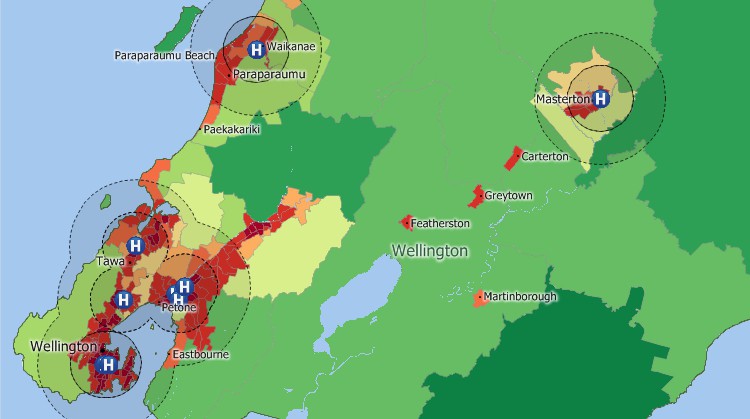 Waikanae
Paraparaumu Beach
Paraparaumu
Paekakariki
Masterton
H
H
Carterton
Greytown
Featherston
Wellington
H
Tawa
H
H
H
Petone
Martinborough
Wellington
Eastbourne
H